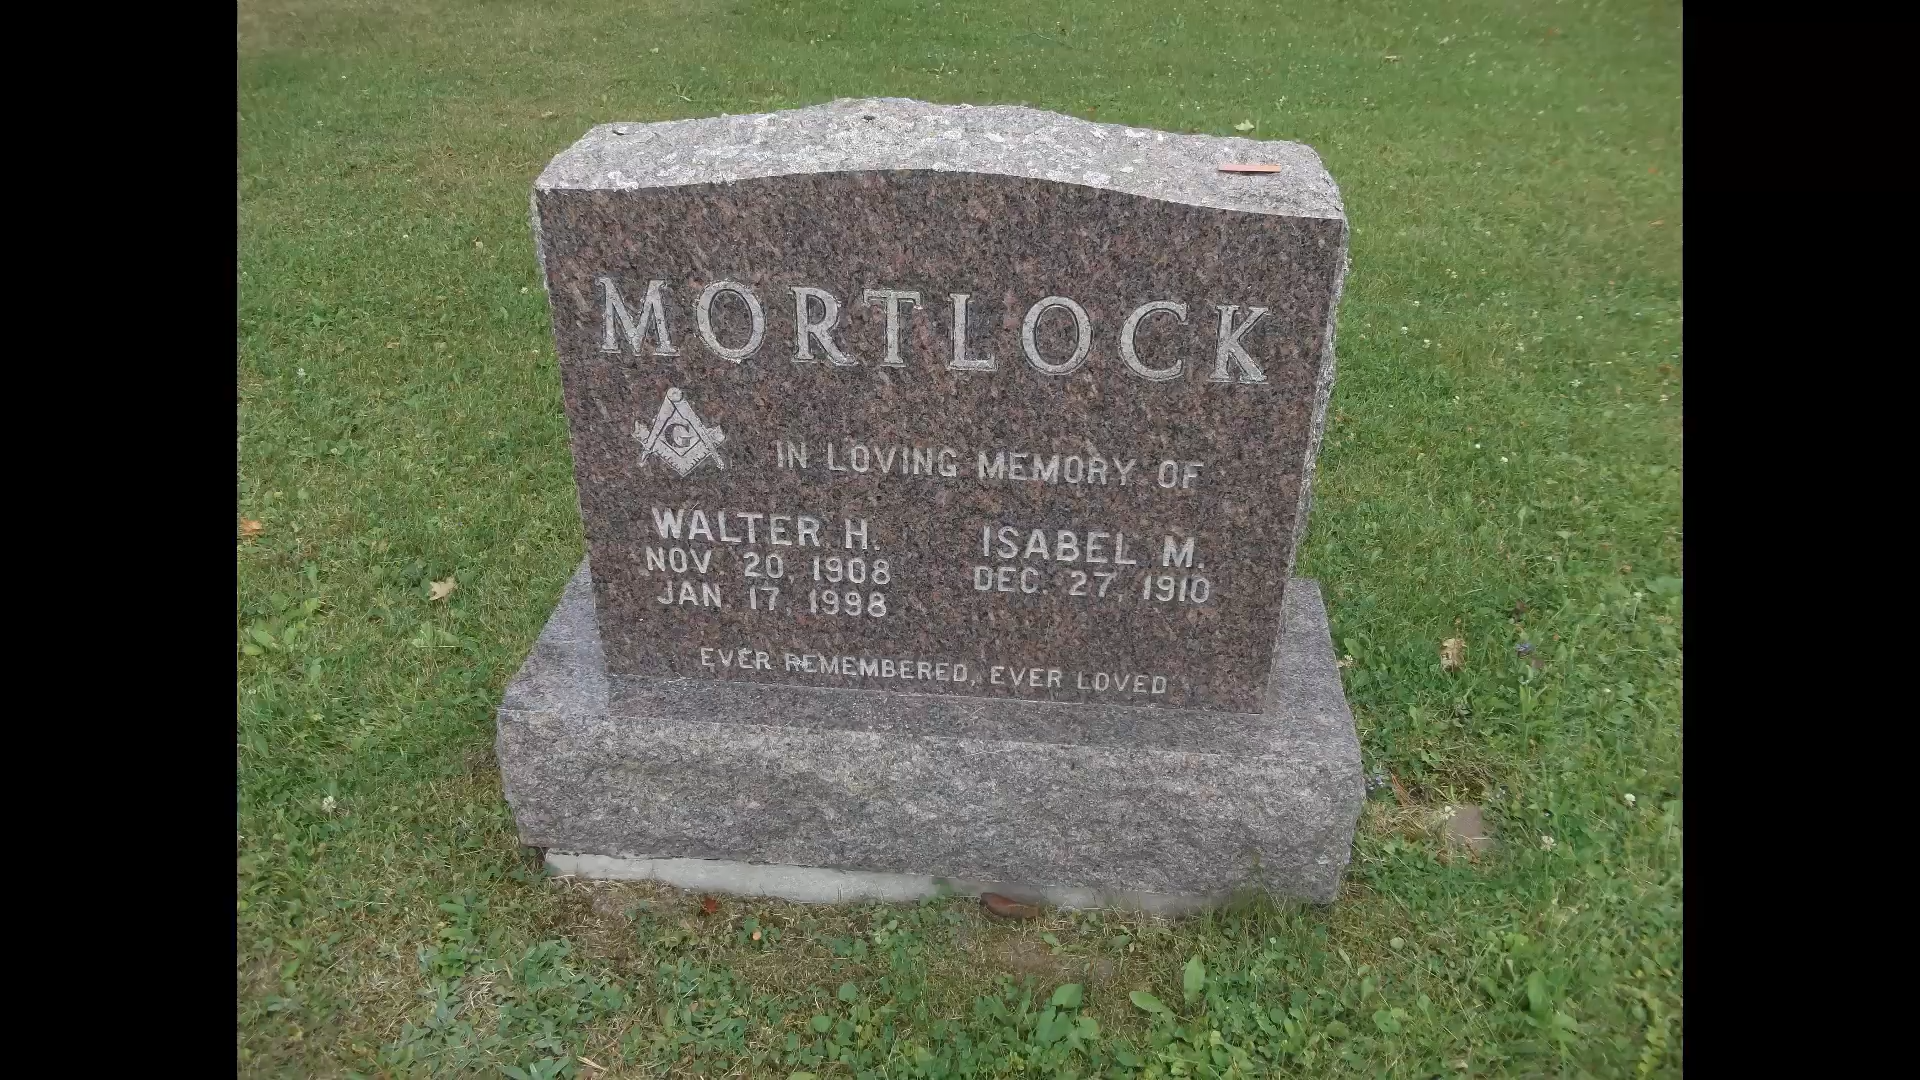 MORTLOCK
G
IN LOVING MEMORY OF
WALTER H.
NOV. 20, 1908
JAN 17, 1998
ISABEL M.
DEC. 27, 1910
EVER REMEMBERED, EVER LOVED